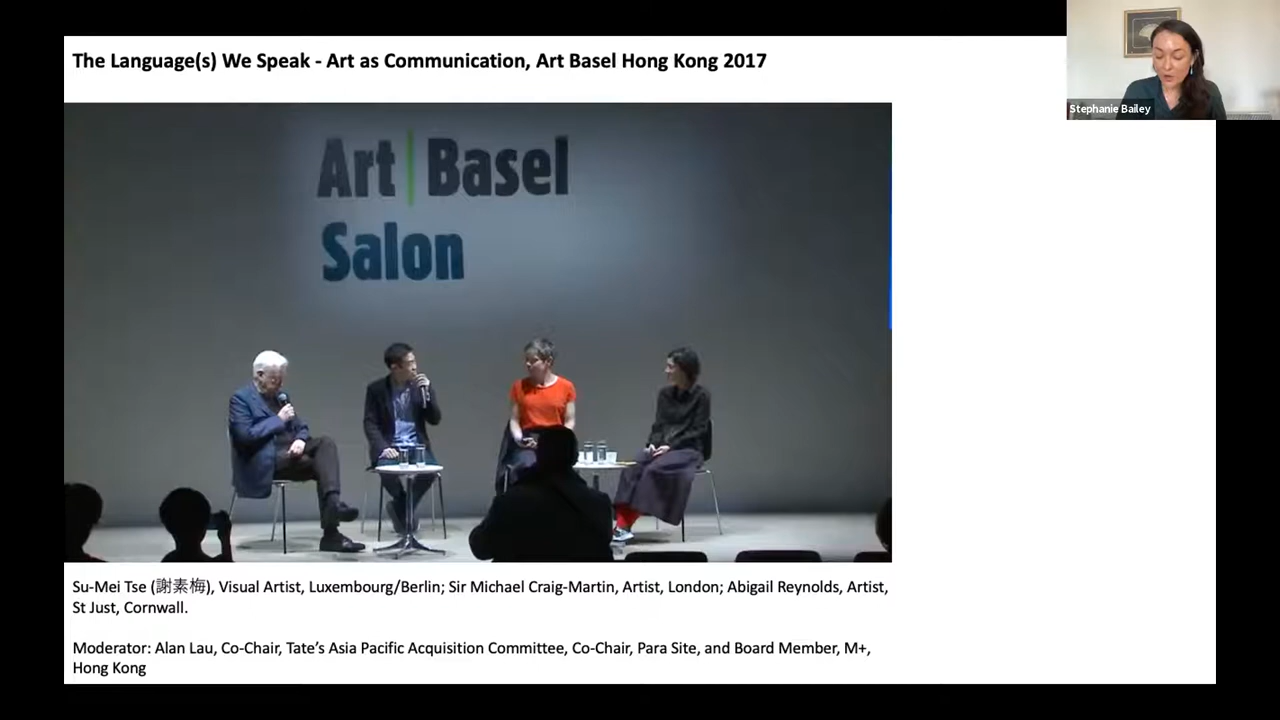 The Language(s) We Speak - Art as Communication, Art Basel Hong Kong 2017
Stephanie Bailey
Art | Basel
Salon
Su-Mei Tse (謝素梅), Visual Artist, Luxembourg/Berlin; Sir Michael Craig-Martin, Artist, London; Abigail Reynolds, Artist,
St Just, Cornwall.
Moderator: Alan Lau, Co-Chair, Tate’s Asia Pacific Acquisition Committee, Co-Chair, Para Site, and Board Member, M+,
Hong Kong